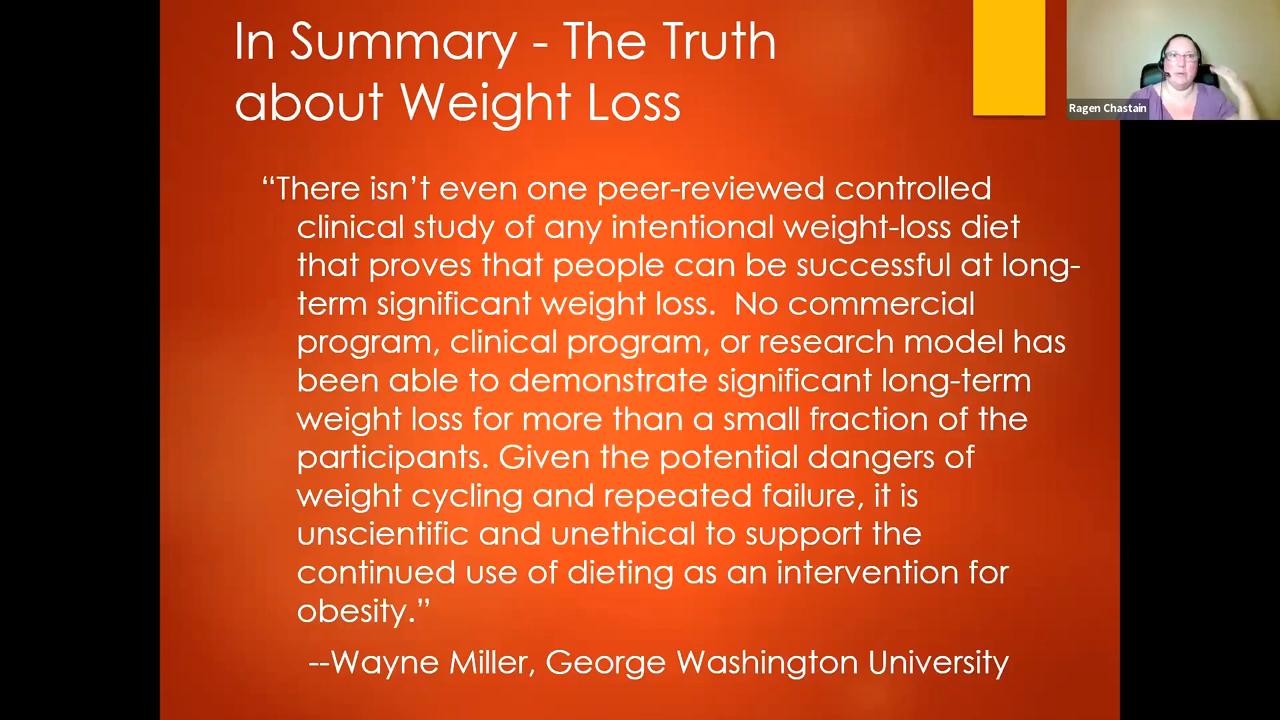 In Summary - The Truth
about Weight Loss
Ragen Chastain
“There isn’t even one peer-reviewed controlled
clinical study of any intentional weight-loss diet
that proves that people can be successful at long-
term significant weight loss.  No commercial
program, clinical program, or research model has
been able to demonstrate significant long-term
weight loss for more than a small fraction of the
participants. Given the potential dangers of
weight cycling and repeated failure, it is
unscientific and unethical to support the
continued use of dieting as an intervention for
obesity.”
--Wayne Miller, George Washington University